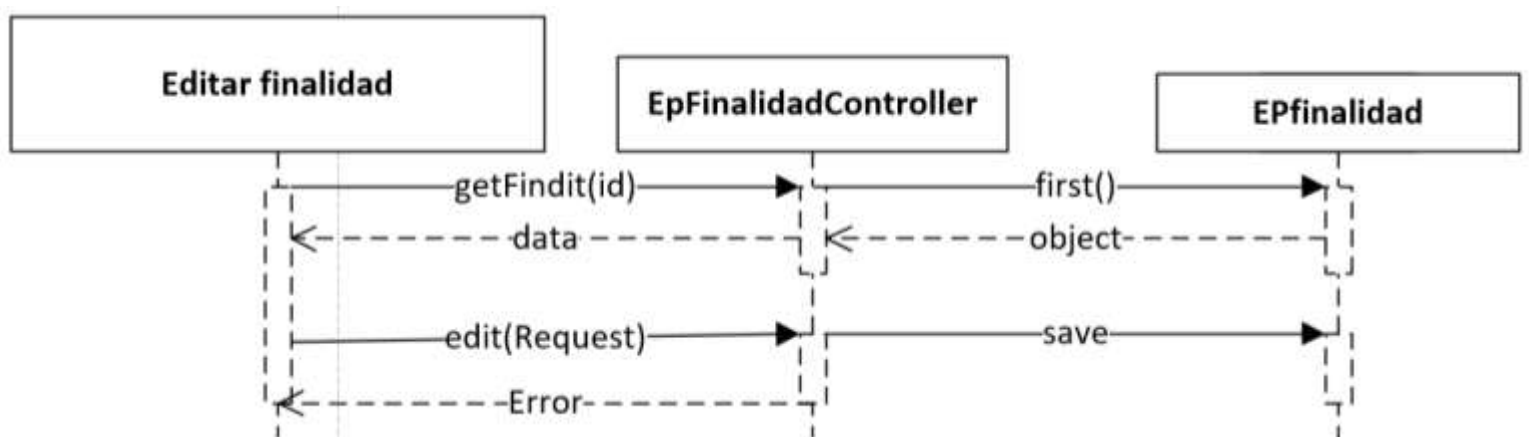 Editar finalidad
EpFinalidadController
EPfinalidad
getFindit(id)
first()
data
object
edit(Request)
save
Error